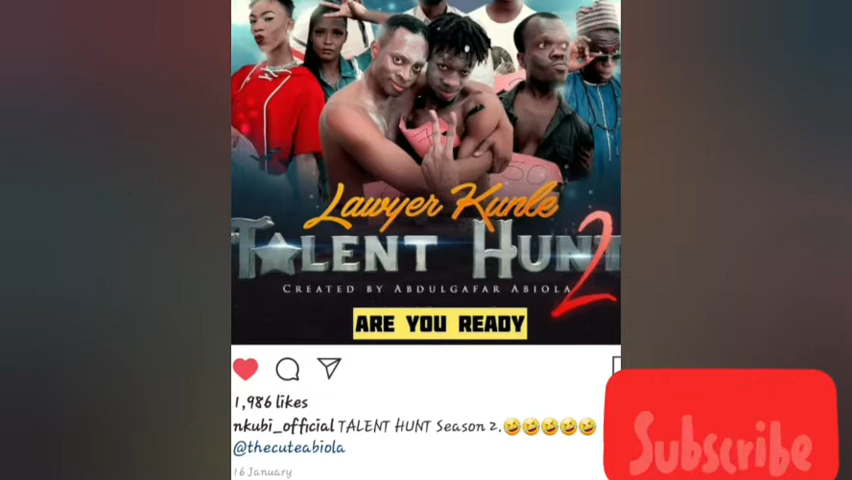 Lawyer Kunle
TALENT HUNT 2
CREATED BY ABDULGAFAR ABIOLA
ARE YOU READY
1,986 likes
nkubi_official TALENT HUNT Season 2.🤣🤣🤣🤣🤣
@thecuteabiola
16 January
Subscribe